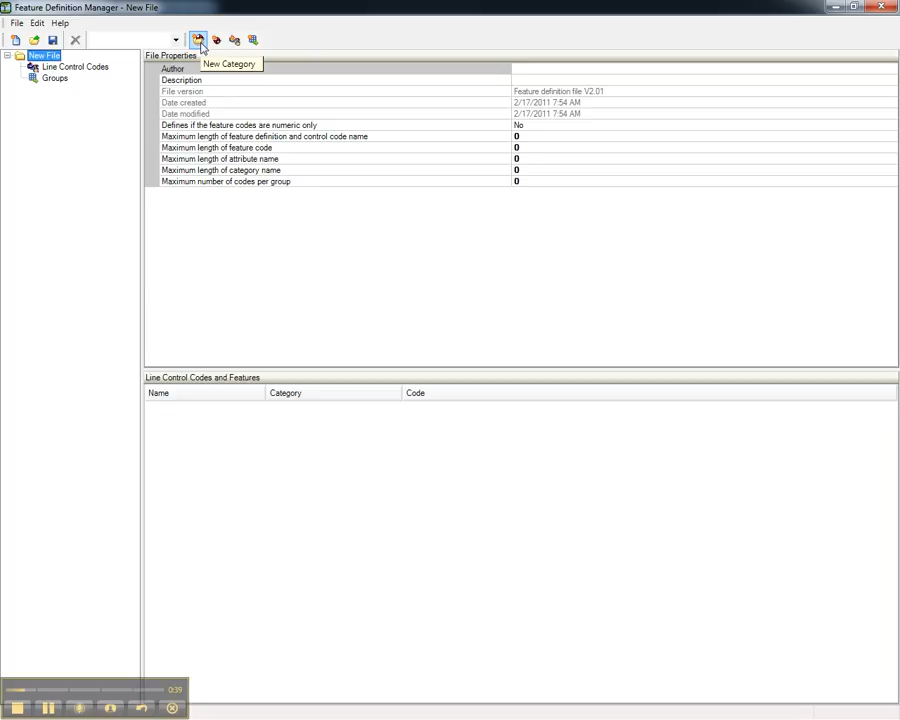 Feature Definition Manager - New File
File Edit Help
New Category
New File
Line Control Codes
Groups
File Properties
Author
Description
File version Feature definition file V2.01
Date created 2/17/2011 7:54 AM
Date modified 2/17/2011 7:54 AM
Defines if the feature codes are numeric only No
Maximum length of feature definition and control code name 0
Maximum length of feature code 0
Maximum length of attribute name 0
Maximum length of category name 0
Maximum number of codes per group 0
Line Control Codes and Features
Name Category Code
0:39